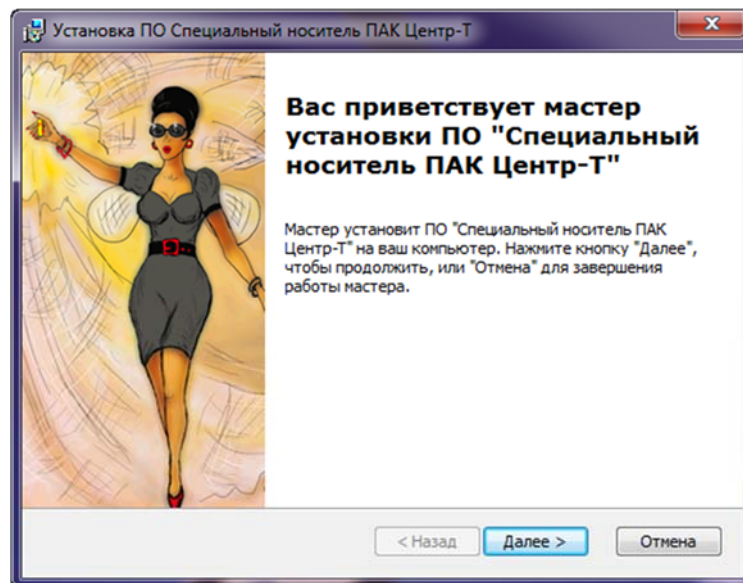 Установка ПО Специальный носитель ПАК Центр-Т
Вас приветствует мастер
установки ПО "Специальный
носитель ПАК Центр-Т"
Мастер установит ПО "Специальный носитель ПАК
Центр-Т" на ваш компьютер. Нажмите кнопку "Далее",
чтобы продолжить, или "Отмена" для завершения
работы мастера.
< Назад Далее > Отмена